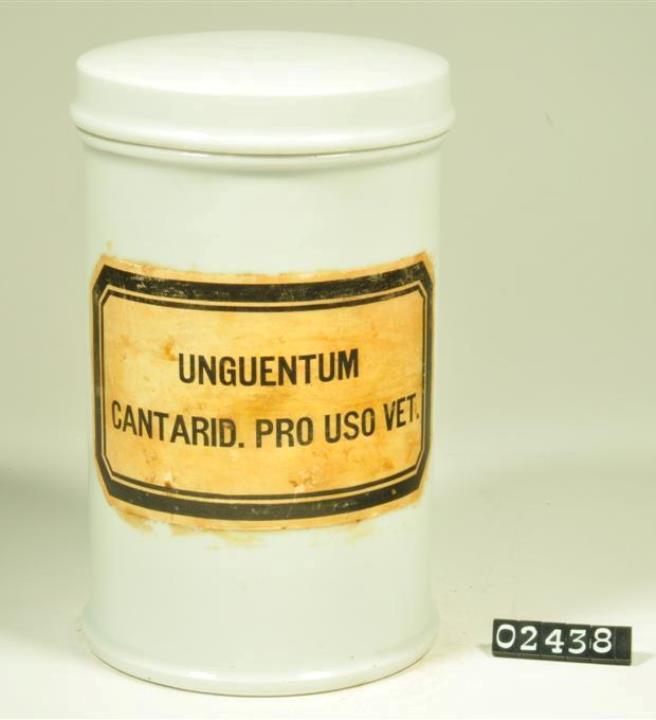 UNGUENTUM
CANTARID. PRO USO VET.
02438